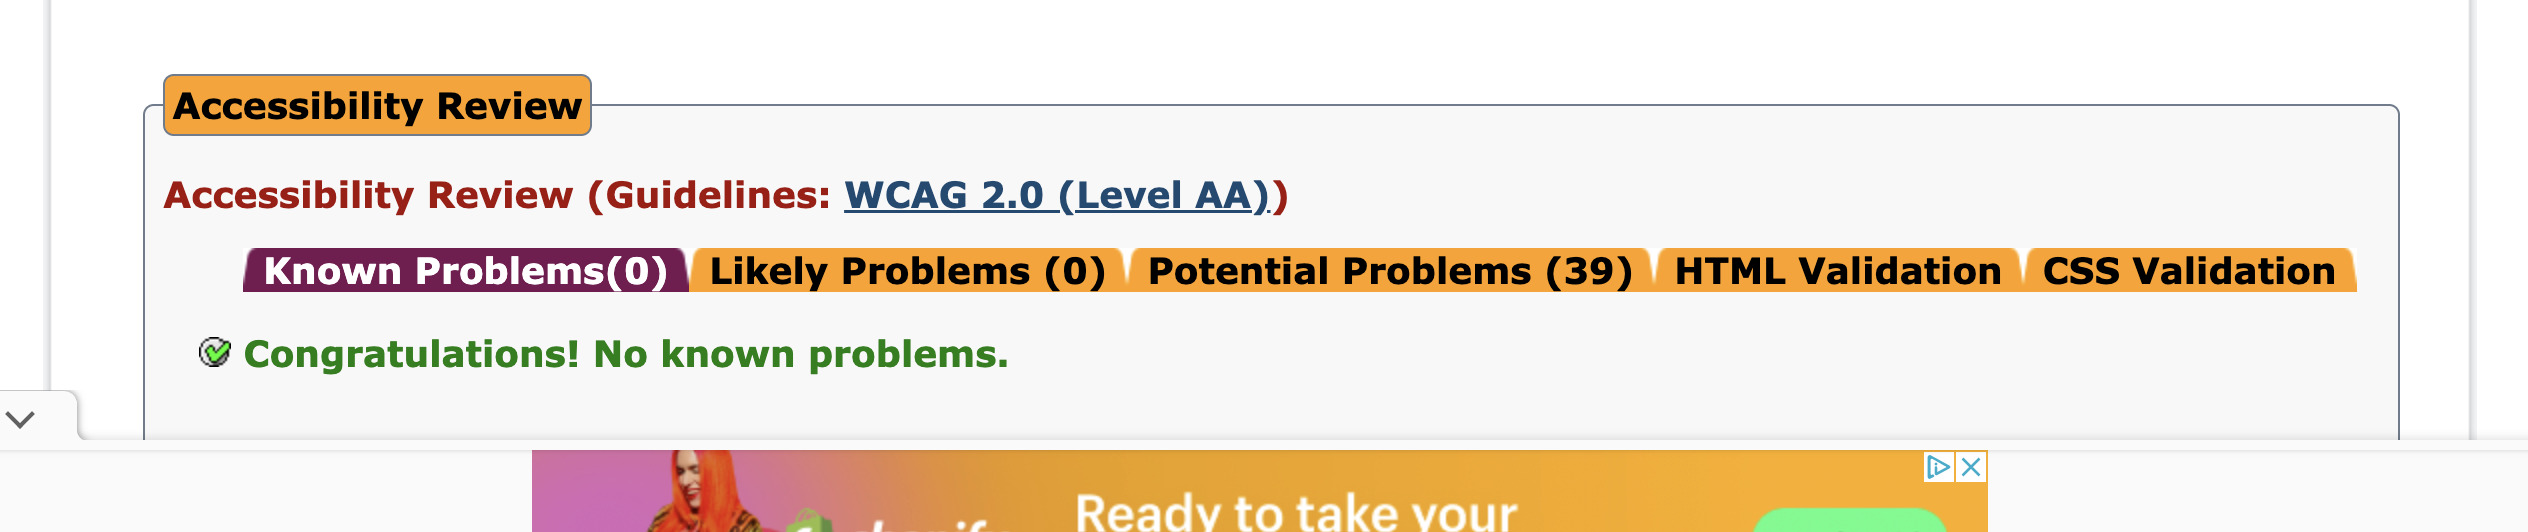 Accessibility Review
Accessibility Review (Guidelines: WCAG 2.0 (Level AA))
Known Problems(0) Likely Problems (0) Potential Problems (39) HTML Validation CSS Validation
Congratulations! No known problems.
shopify Ready to take your